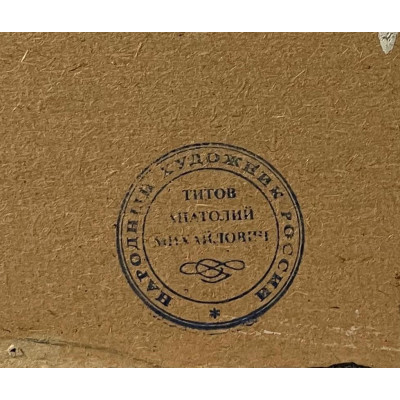 НАРОДНЫЙ ХУДОЖНИК РОССИИ
ТИТОВ
АНАТОЛИЙ
МИХАЙЛОВИЧ